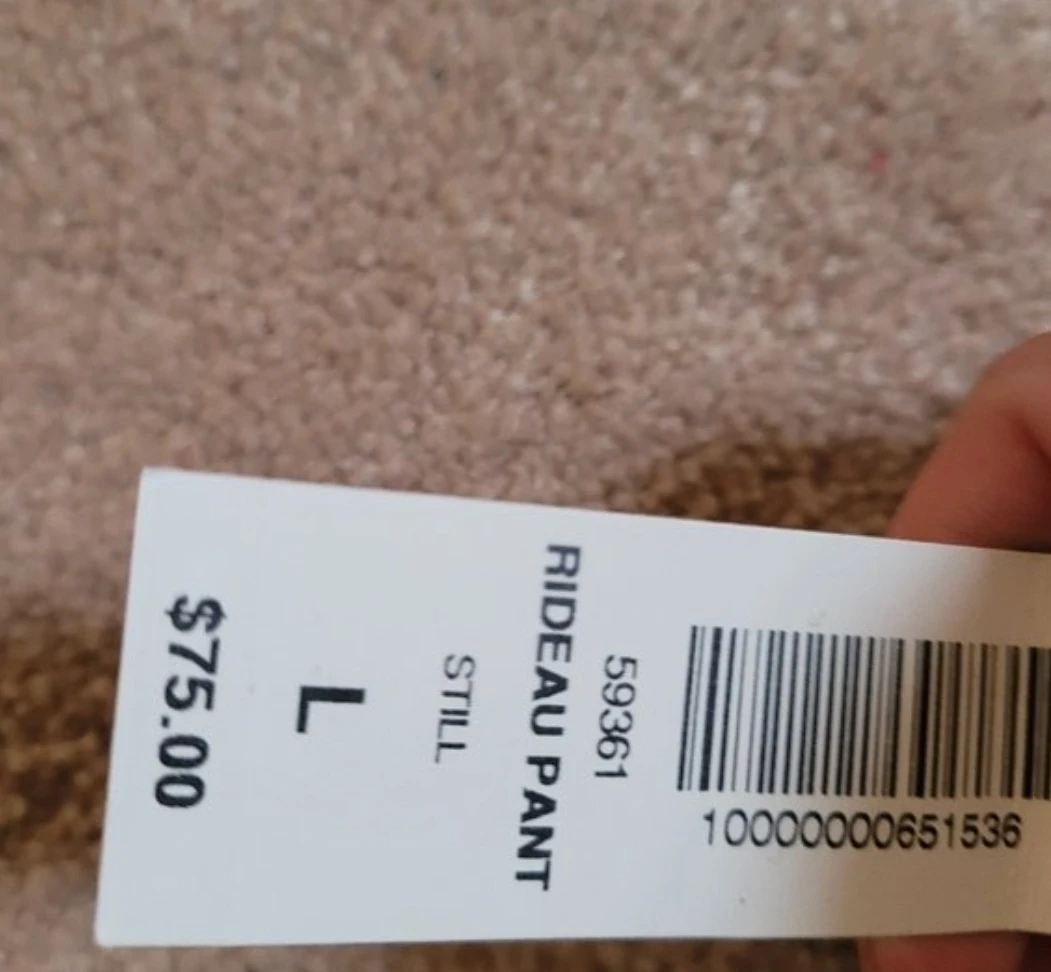 10000000651536
59361
RIDEAU PANT
STILL
L
$75.00